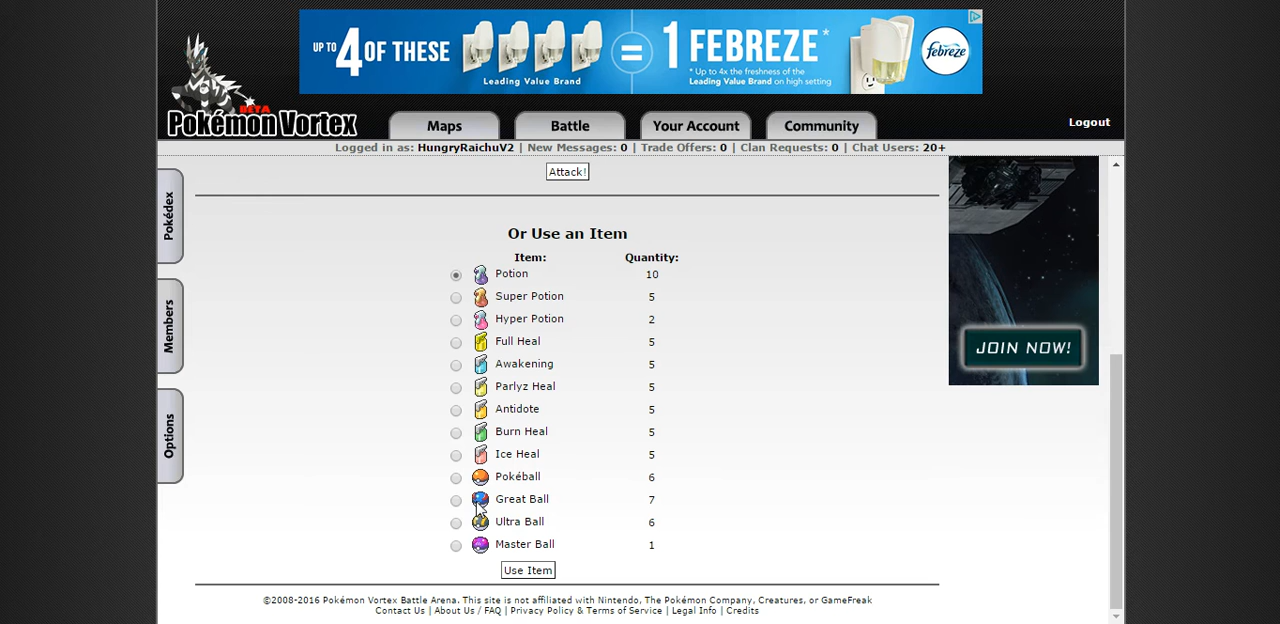 UP TO 4 OF THESE = 1 FEBREZE*
Leading Value Brand
* Up to 4x the freshness of the
Leading Value Brand on high setting
febreze
BETA
Pokémon Vortex
Maps
Battle
Your Account
Community
Logout
Logged in as: HungryRaichuV2 | New Messages: 0 | Trade Offers: 0 | Clan Requests: 0 | Chat Users: 20+
Pokédex
Members
Options
Attack!
Or Use an Item
Item: Quantity:
Potion 10
Super Potion 5
Hyper Potion 2
Full Heal 5
Awakening 5
Parlyz Heal 5
Antidote 5
Burn Heal 5
Ice Heal 5
Pokéball 6
Great Ball 7
Ultra Ball 6
Master Ball 1
Use Item
JOIN NOW!
©2008-2016 Pokémon Vortex Battle Arena. This site is not affiliated with Nintendo, The Pokémon Company, Creatures, or GameFreak
Contact Us | About Us / FAQ | Privacy Policy & Terms of Service | Legal Info | Credits